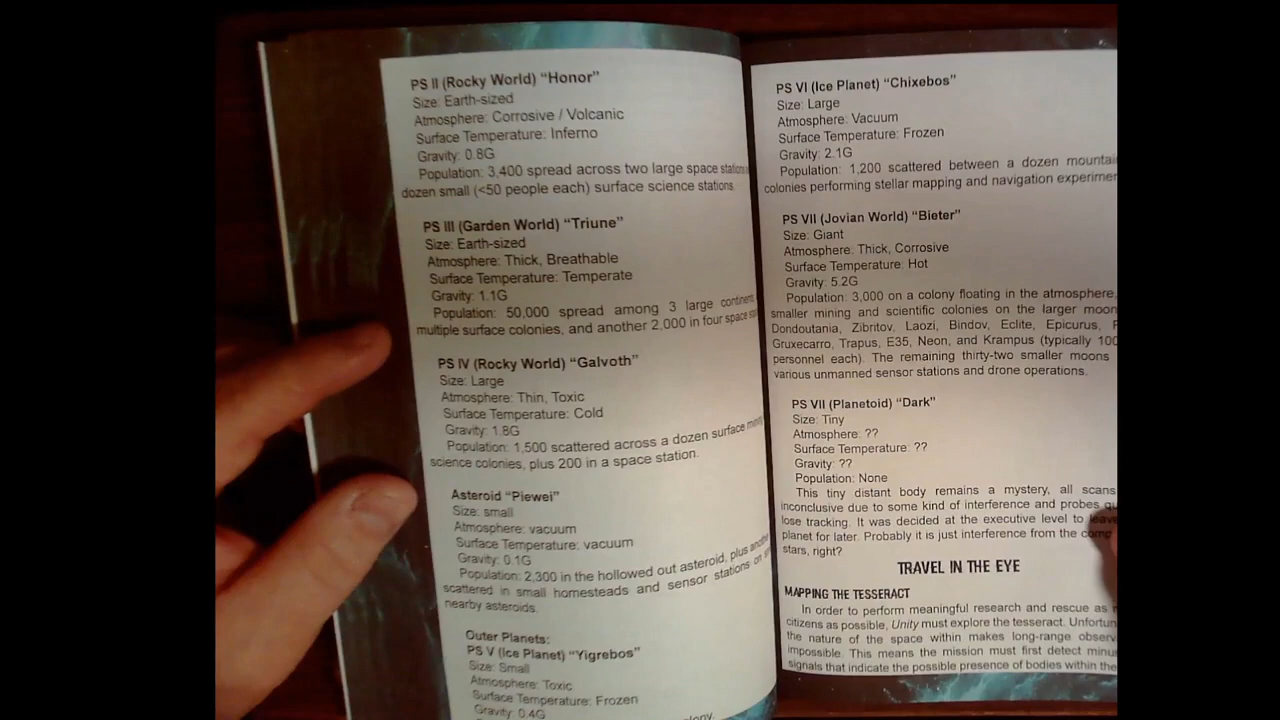 PS II (Rocky World) “Honor”
Size: Earth-sized
Atmosphere: Corrosive / Volcanic
Surface Temperature: Inferno
Gravity: 0.8G
Population: 3,400 spread across two large space
dozen small (<50 people each) surface science stations.
PS III (Garden World) “Triune”
Size: Earth-sized
Atmosphere: Thick, Breathable
Surface Temperature: Temperate
Gravity: 1.1G
Population: 50,000 spread among 3 large
multiple surface colonies, and another 2,000 in four space
PS IV (Rocky World) “Galvoth”
Size: Large
Atmosphere: Thin, Toxic
Surface Temperature: Cold
Gravity: 1.8G
Population: 1,500 scattered across a dozen surface
science colonies, plus 200 in a space station.
Asteroid “Piewei”
Size: small
Atmosphere: vacuum
Surface Temperature: vacuum
Gravity: 0.1G
Population: 2,300 in the hollowed out asteroid, plus
scattered in small homesteads and sensor stations on
nearby asteroids.
Outer Planets:
PS V (Ice Planet) “Yigrebos”
Size: Small
Atmosphere: Toxic
Surface Temperature: Frozen
Gravity: 0.4G
PS VI (Ice Planet) “Chixebos”
Size: Large
Atmosphere: Vacuum
Surface Temperature: Frozen
Gravity: 2.1G
Population: 1,200 scattered between a dozen
colonies performing stellar mapping and navigation
PS VII (Jovian World) “Bieter”
Size: Giant
Atmosphere: Thick, Corrosive
Surface Temperature: Hot
Gravity: 5.2G
Population: 3,000 on a colony floating in the atmosphere,
smaller mining and scientific colonies on the larger
Dondoutania, Zibritov, Laozi, Bindov, Eclite, Epicurus,
Gruxecarro, Trapus, E35, Neon, and Krampus (typically
personnel each). The remaining thirty-two smaller moons
various unmanned sensor stations and drone operations.
PS VII (Planetoid) “Dark”
Size: Tiny
Atmosphere: ??
Surface Temperature: ??
Gravity: ??
Population: None
This tiny distant body remains a mystery, all scans
inconclusive due to some kind of interference and probes
lose tracking. It was decided at the executive level to leave
planet for later. Probably it is just interference from the
stars, right?
TRAVEL IN THE EYE
MAPPING THE TESSERACT
In order to perform meaningful research and rescue as
citizens as possible, Unity must explore the tesseract.
the nature of the space within makes long-range
impossible. This means the mission must first detect
signals that indicate the possible presence of bodies within the